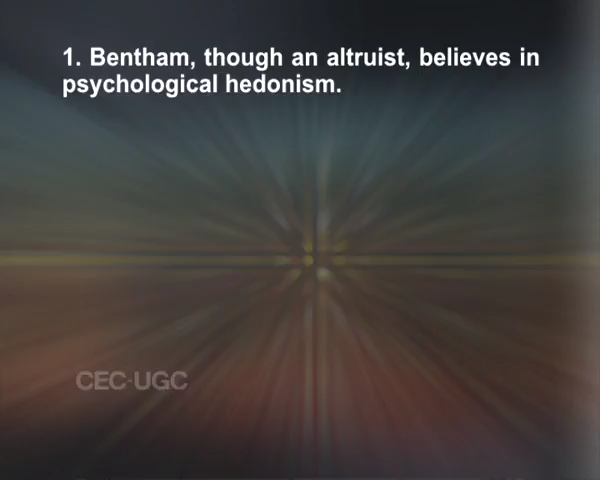 1. Bentham, though an altruist, believes in
psychological hedonism.
CEC-UGC